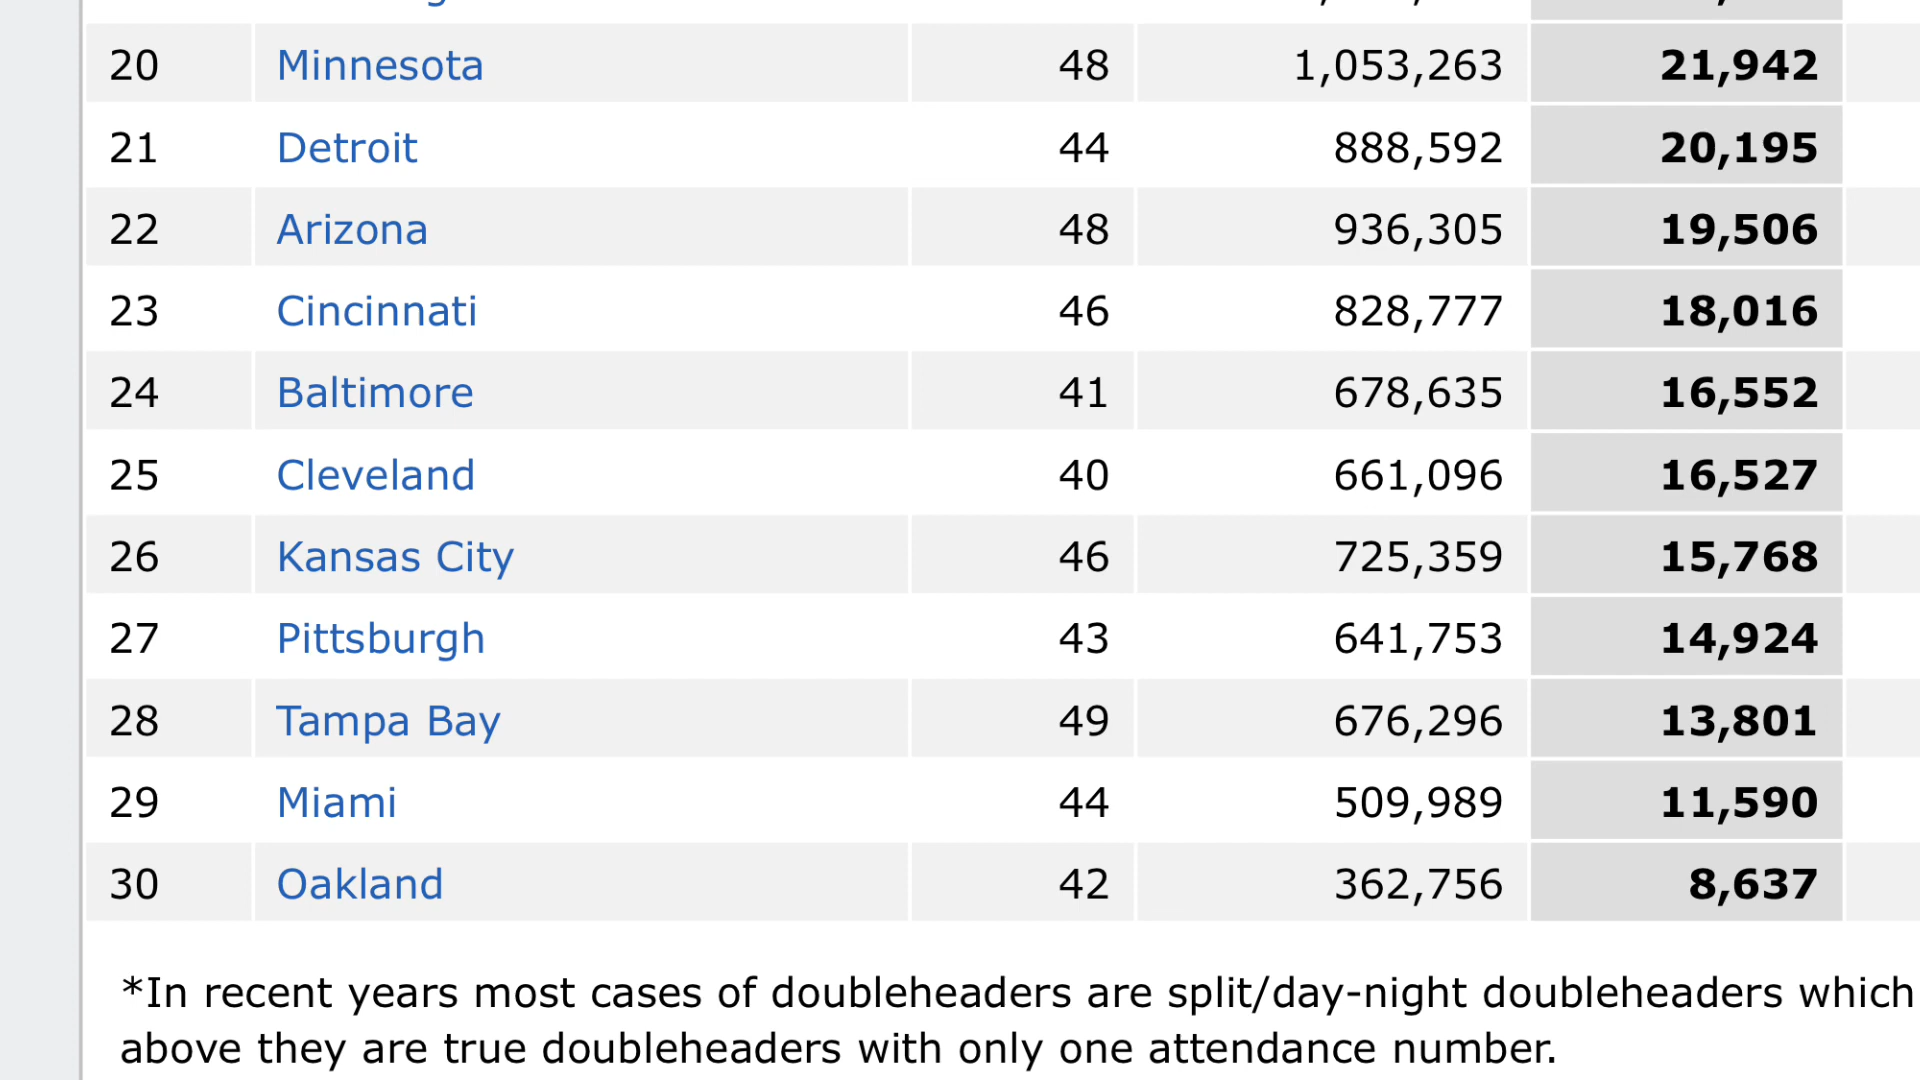 20 Minnesota 48 1,053,263 21,942
21 Detroit 44 888,592 20,195
22 Arizona 48 936,305 19,506
23 Cincinnati 46 828,777 18,016
24 Baltimore 41 678,635 16,552
25 Cleveland 40 661,096 16,527
26 Kansas City 46 725,359 15,768
27 Pittsburgh 43 641,753 14,924
28 Tampa Bay 49 676,296 13,801
29 Miami 44 509,989 11,590
30 Oakland 42 362,756 8,637
*In recent years most cases of doubleheaders are split/day-night doubleheaders which
above they are true doubleheaders with only one attendance number.